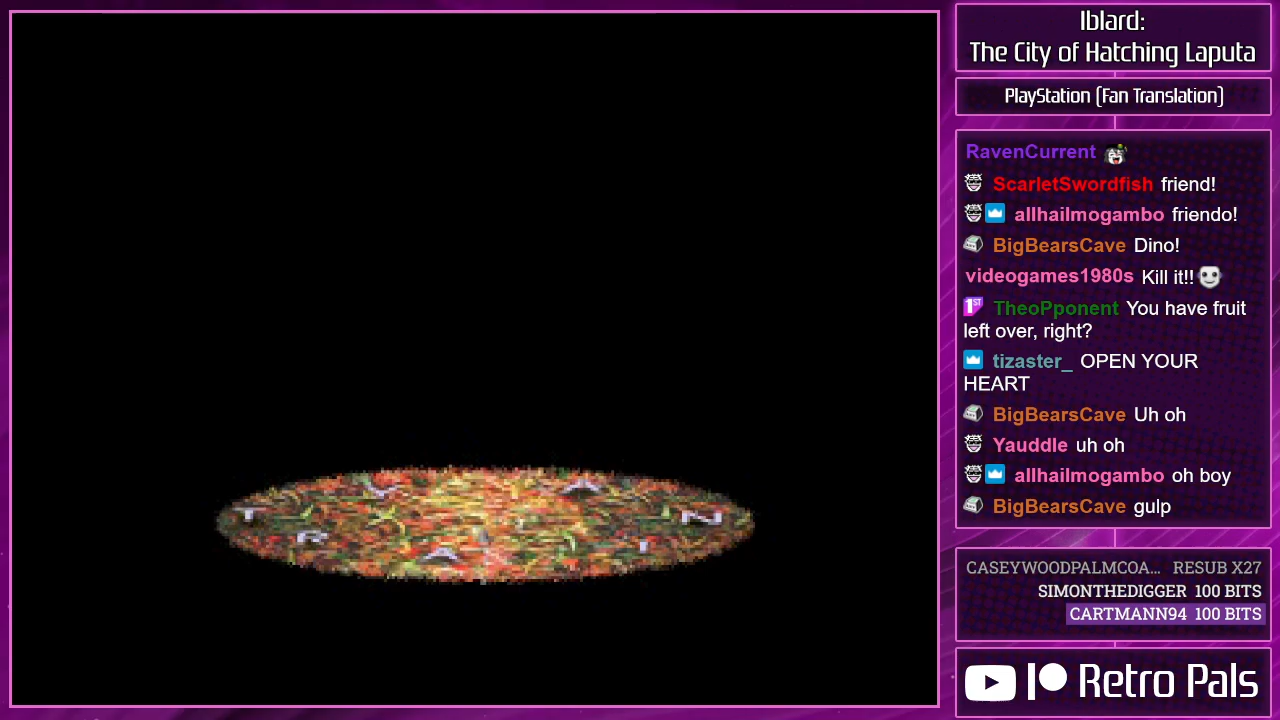 Iblard:
The City of Hatching Laputa
PlayStation (Fan Translation)
RavenCurrent
ScarletSwordfish friend!
allhailmogambo friendo!
BigBearsCave Dino!
videogames1980s Kill it!!
1ST TheoPponent You have fruit
left over, right?
tizaster_ OPEN YOUR
HEART
BigBearsCave Uh oh
Yauddle uh oh
allhailmogambo oh boy
BigBearsCave gulp
CASEYWOODPALMCOA... RESUB X27
SIMONTHEDIGGER 100 BITS
CARTMANN94 100 BITS
Retro Pals